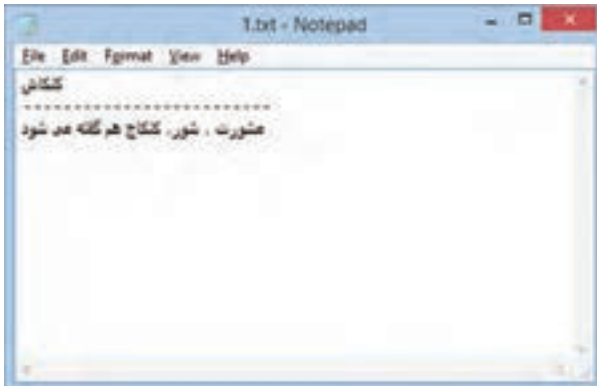 1.txt - Notepad
File Edit Format View Help
کنکاش
--------------------------
مشورت ، شور، کنکاج هم گفته می شود